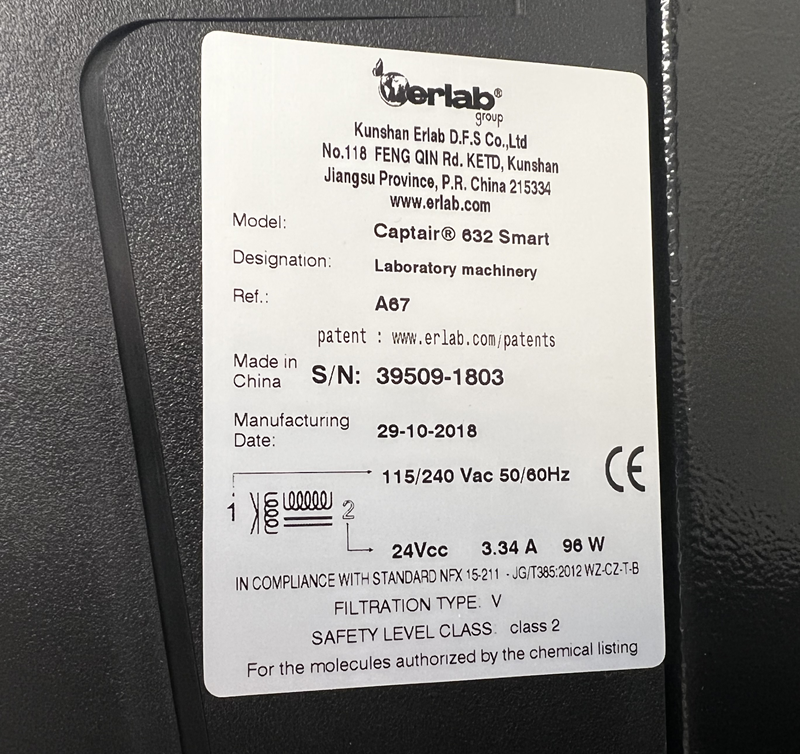 erlab®
group
Kunshan Erlab D.F.S Co.,Ltd
No.118 FENG QIN Rd. KETD, Kunshan
Jiangsu Province, P.R. China 215334
www.erlab.com
Model: Captair® 632 Smart
Designation: Laboratory machinery
Ref.: A67
patent : www.erlab.com/patents
Made in China S/N: 39509-1803
Manufacturing Date: 29-10-2018
115/240 Vac 50/60Hz CE
1 2
24Vcc 3.34 A 96 W
IN COMPLIANCE WITH STANDARD NFX 15-211 - JG/T385:2012 WZ-CZ-T-B
FILTRATION TYPE: V
SAFETY LEVEL CLASS: class 2
For the molecules authorized by the chemical listing